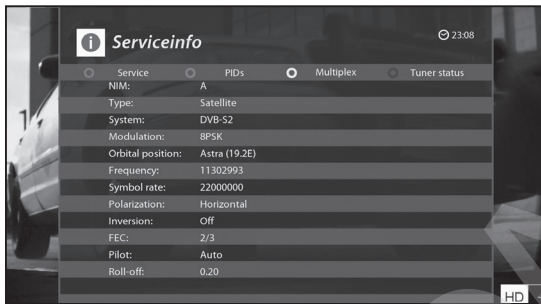 Serviceinfo
23:08
Service PIDs Multiplex Tuner status
NIM: A
Type: Satellite
System: DVB-S2
Modulation: 8PSK
Orbital position: Astra (19.2E)
Frequency: 11302993
Symbol rate: 22000000
Polarization: Horizontal
Inversion: Off
FEC: 2/3
Pilot: Auto
Roll-off: 0.20
HD